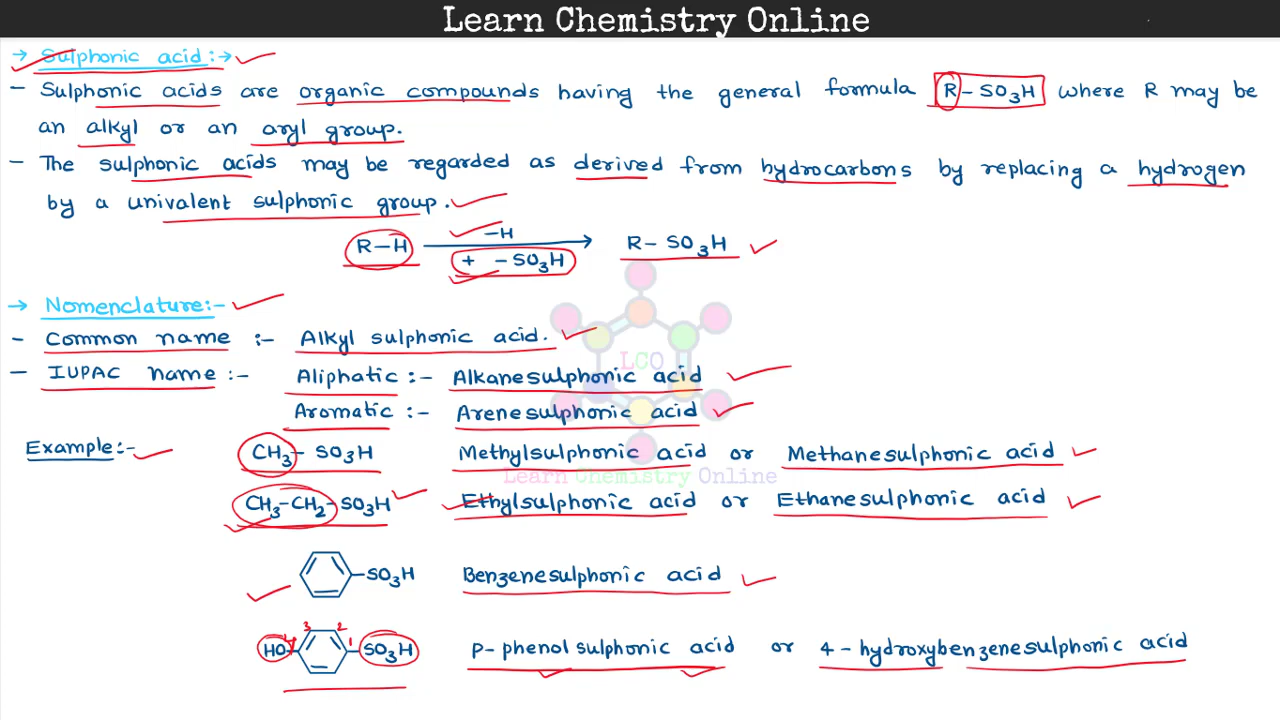 Learn Chemistry Online
→ Sulphonic acid:→
- Sulphonic acids are organic compounds having the general formula R-SO₃H where R may be
an alkyl or an aryl group.
- The sulphonic acids may be regarded as derived from hydrocarbons by replacing a hydrogen
by a univalent sulphonic group.
R-H -H + -SO₃H → R-SO₃H
→ Nomenclature:-
- Common name :- Alkyl sulphonic acid.
- IUPAC name :- Aliphatic :- Alkanesulphonic acid
Aromatic :- Arenesulphonic acid
LCO
Example:- CH₃-SO₃H Methylsulphonic acid or Methanesulphonic acid
Learn Chemistry Online
CH₃-CH₂-SO₃H Ethylsulphonic acid or Ethanesulphonic acid
-SO₃H Benzenesulphonic acid
HO- 4 3 2 1 -SO₃H P-phenol sulphonic acid or 4-hydroxybenzenesulphonic acid